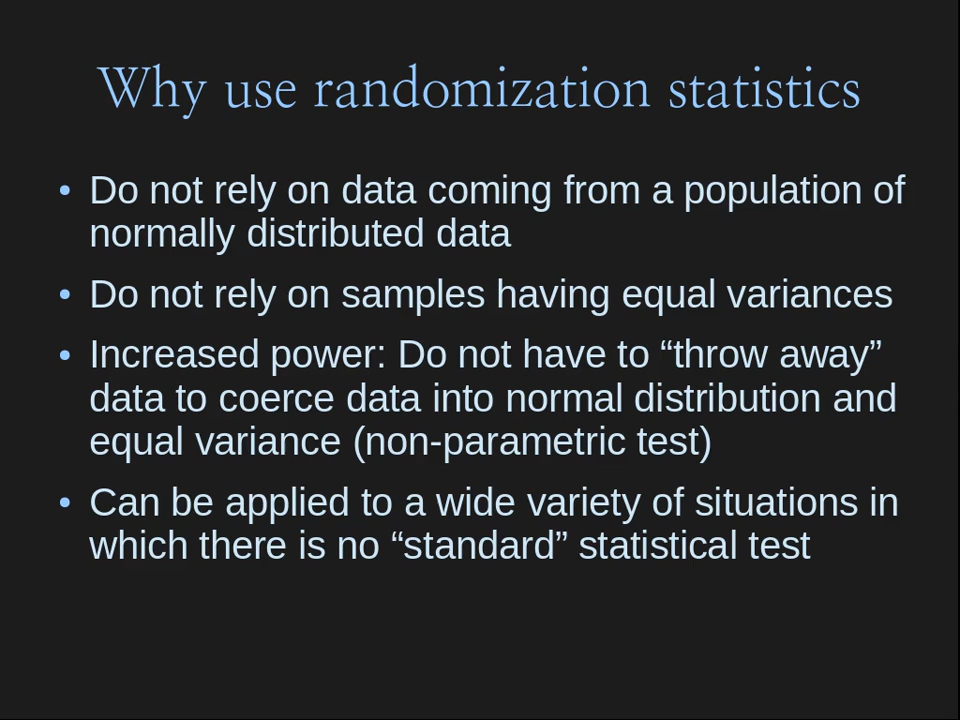 Why use randomization statistics
• Do not rely on data coming from a population of
normally distributed data
• Do not rely on samples having equal variances
• Increased power: Do not have to “throw away”
data to coerce data into normal distribution and
equal variance (non-parametric test)
• Can be applied to a wide variety of situations in
which there is no “standard” statistical test